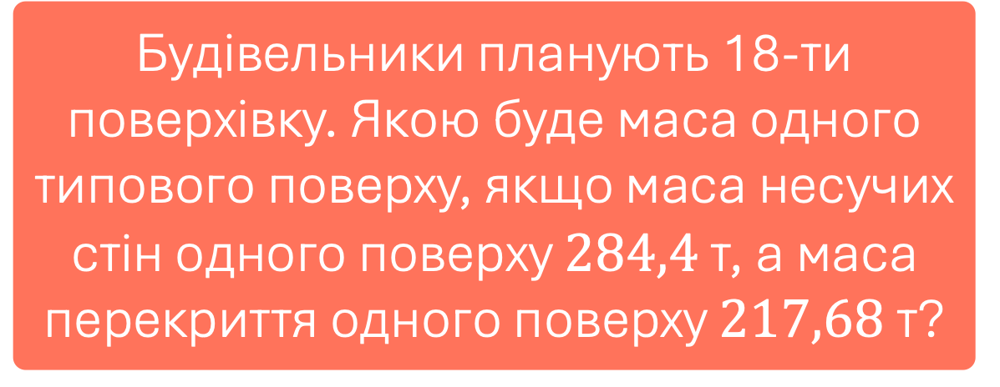 Будівельники планують 18-ти
поверхівку. Якою буде маса одного
типового поверху, якщо маса несучих
стін одного поверху 284,4 т, а маса
перекриття одного поверху 217,68 т?